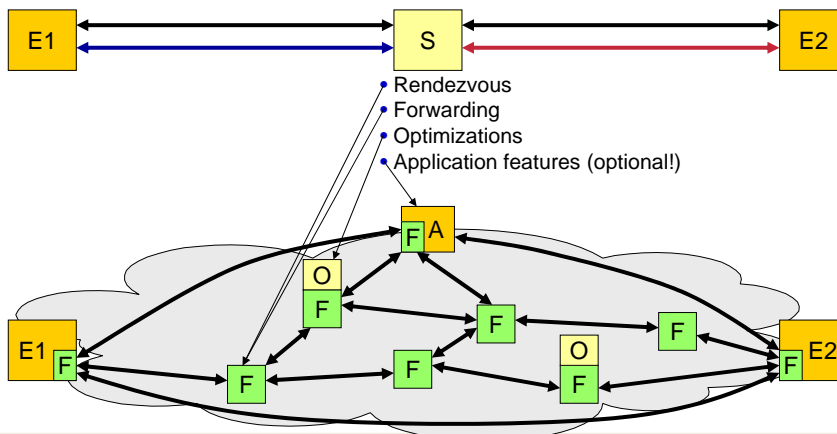 E1 S E2
• Rendezvous
• Forwarding
• Optimizations
• Application features (optional!)
F A
O
F
F
F
O
E1
F
E2
F
F
F
F